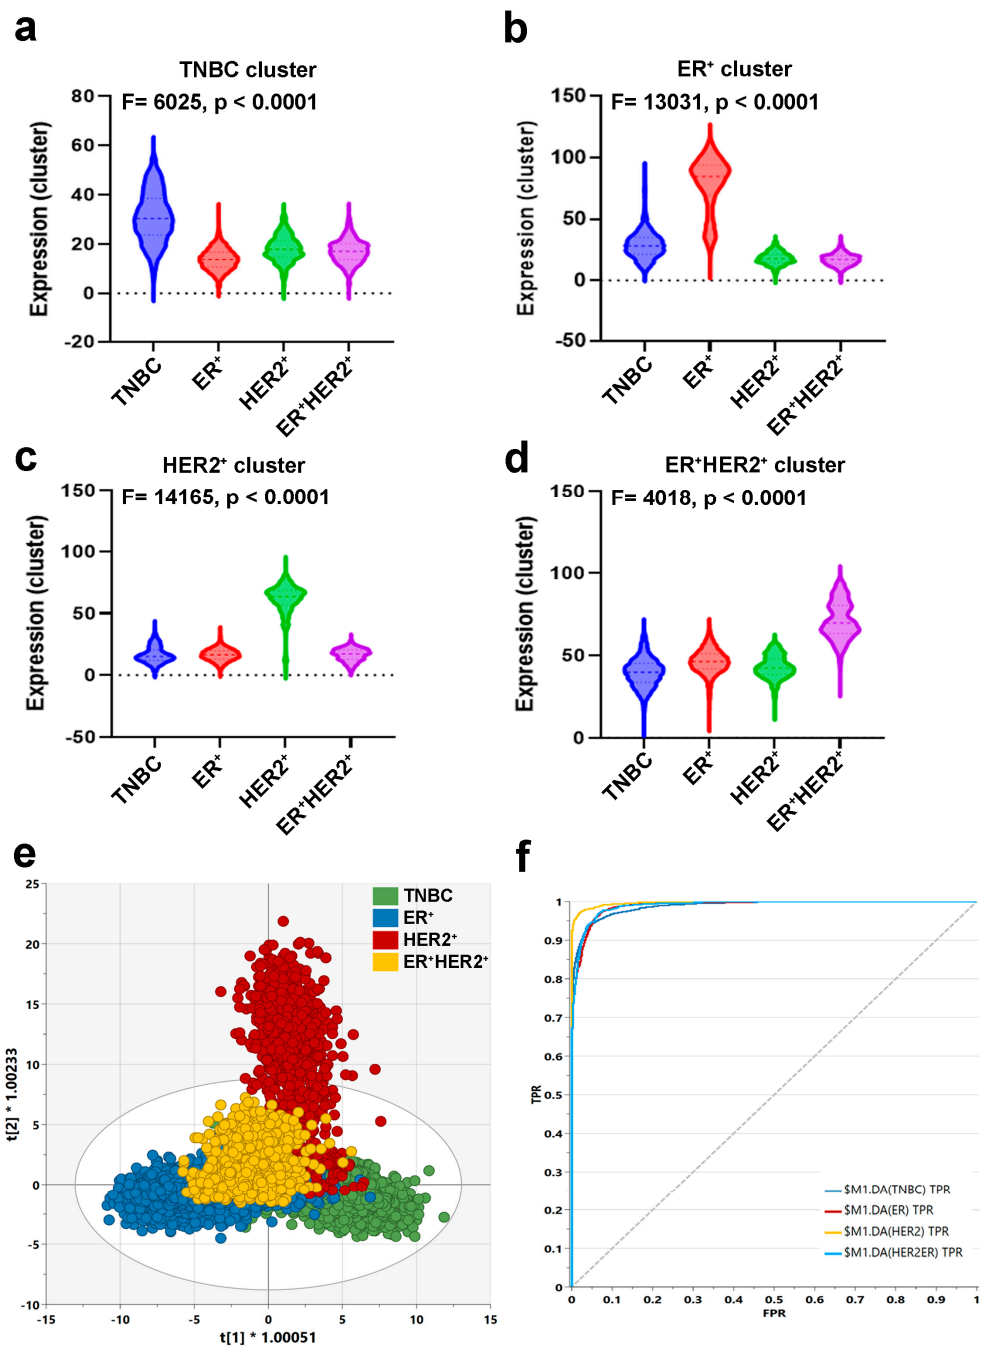 a
TNBC cluster
F= 6025, p < 0.0001
Expression (cluster)
80
60
40
20
0
-20
TNBC
ER⁺
HER2⁺
ER⁺HER2⁺
b
ER⁺ cluster
F= 13031, p < 0.0001
Expression (cluster)
150
100
50
0
-50
TNBC
ER⁺
HER2⁺
ER⁺HER2⁺
c
HER2⁺ cluster
F= 14165, p < 0.0001
Expression (cluster)
150
100
50
0
-50
TNBC
ER⁺
HER2⁺
ER⁺HER2⁺
d
ER⁺HER2⁺ cluster
F= 4018, p < 0.0001
Expression (cluster)
150
100
50
0
TNBC
ER⁺
HER2⁺
ER⁺HER2⁺
e
TNBC
ER⁺
HER2⁺
ER⁺HER2⁺
t[2] * 1.00233
25
20
15
10
5
0
-5
-10
-15 -10 -5 0 5 10 15
t[1] * 1.00051
f
TPR
1
0.9
0.8
0.7
0.6
0.5
0.4
0.3
0.2
0.1
0
$M1.DA(TNBC) TPR
$M1.DA(ER) TPR
$M1.DA(HER2) TPR
$M1.DA(HER2ER) TPR
0 0.1 0.2 0.3 0.4 0.5 0.6 0.7 0.8 0.9 1
FPR